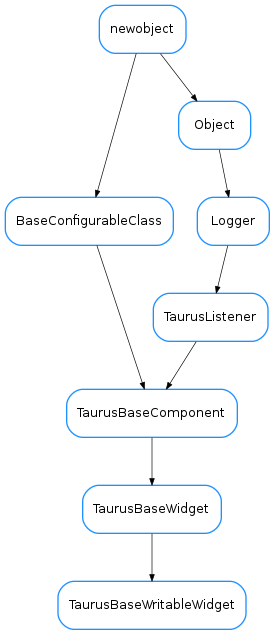 newobject
Object
BaseConfigurableClass
Logger
TaurusListener
TaurusBaseComponent
TaurusBaseWidget
TaurusBaseWritableWidget